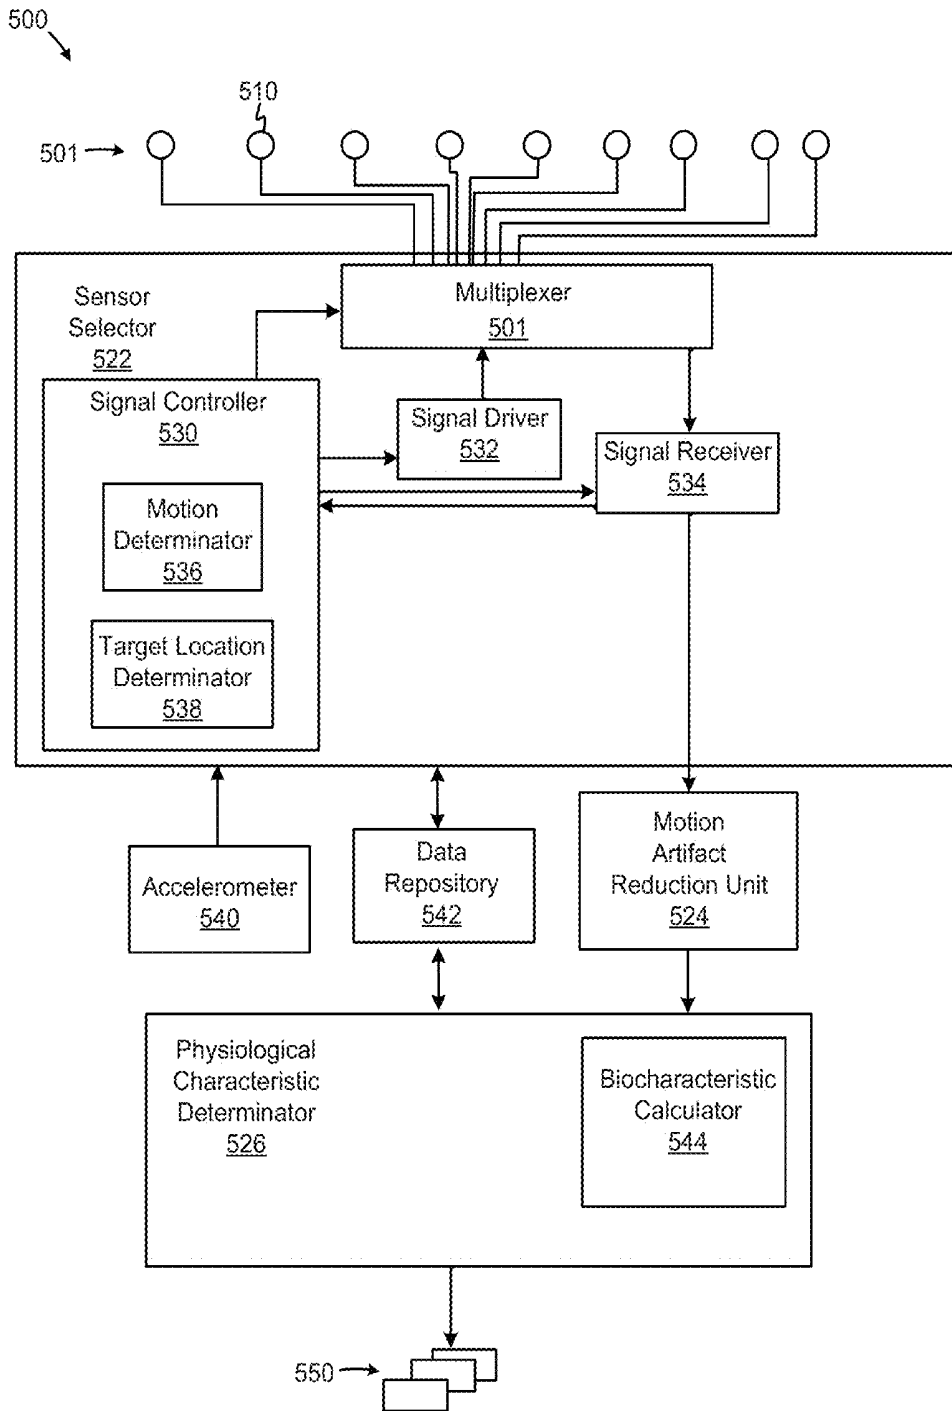 500
510
501
Multiplexer
501
Sensor
Selector
522
Signal Controller
530
Signal Driver
532
Signal Receiver
534
Motion
Determinator
536
Target Location
Determinator
538
Accelerometer
540
Data
Repository
542
Motion
Artifact
Reduction Unit
524
Physiological
Characteristic
Determinator
526
Biocharacteristic
Calculator
544
550